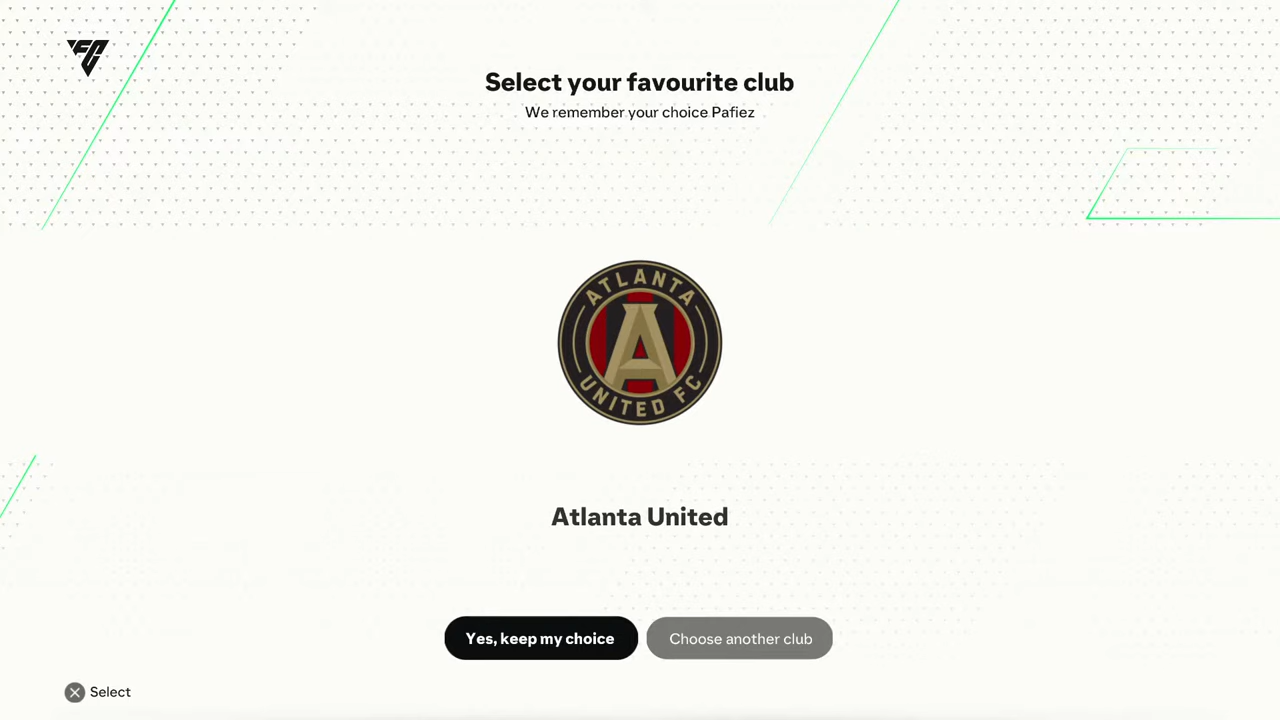 FC
Select your favourite club
We remember your choice Pafiez
ATLANTA
A
UNITED FC
Atlanta United
Yes, keep my choice
Choose another club
Select